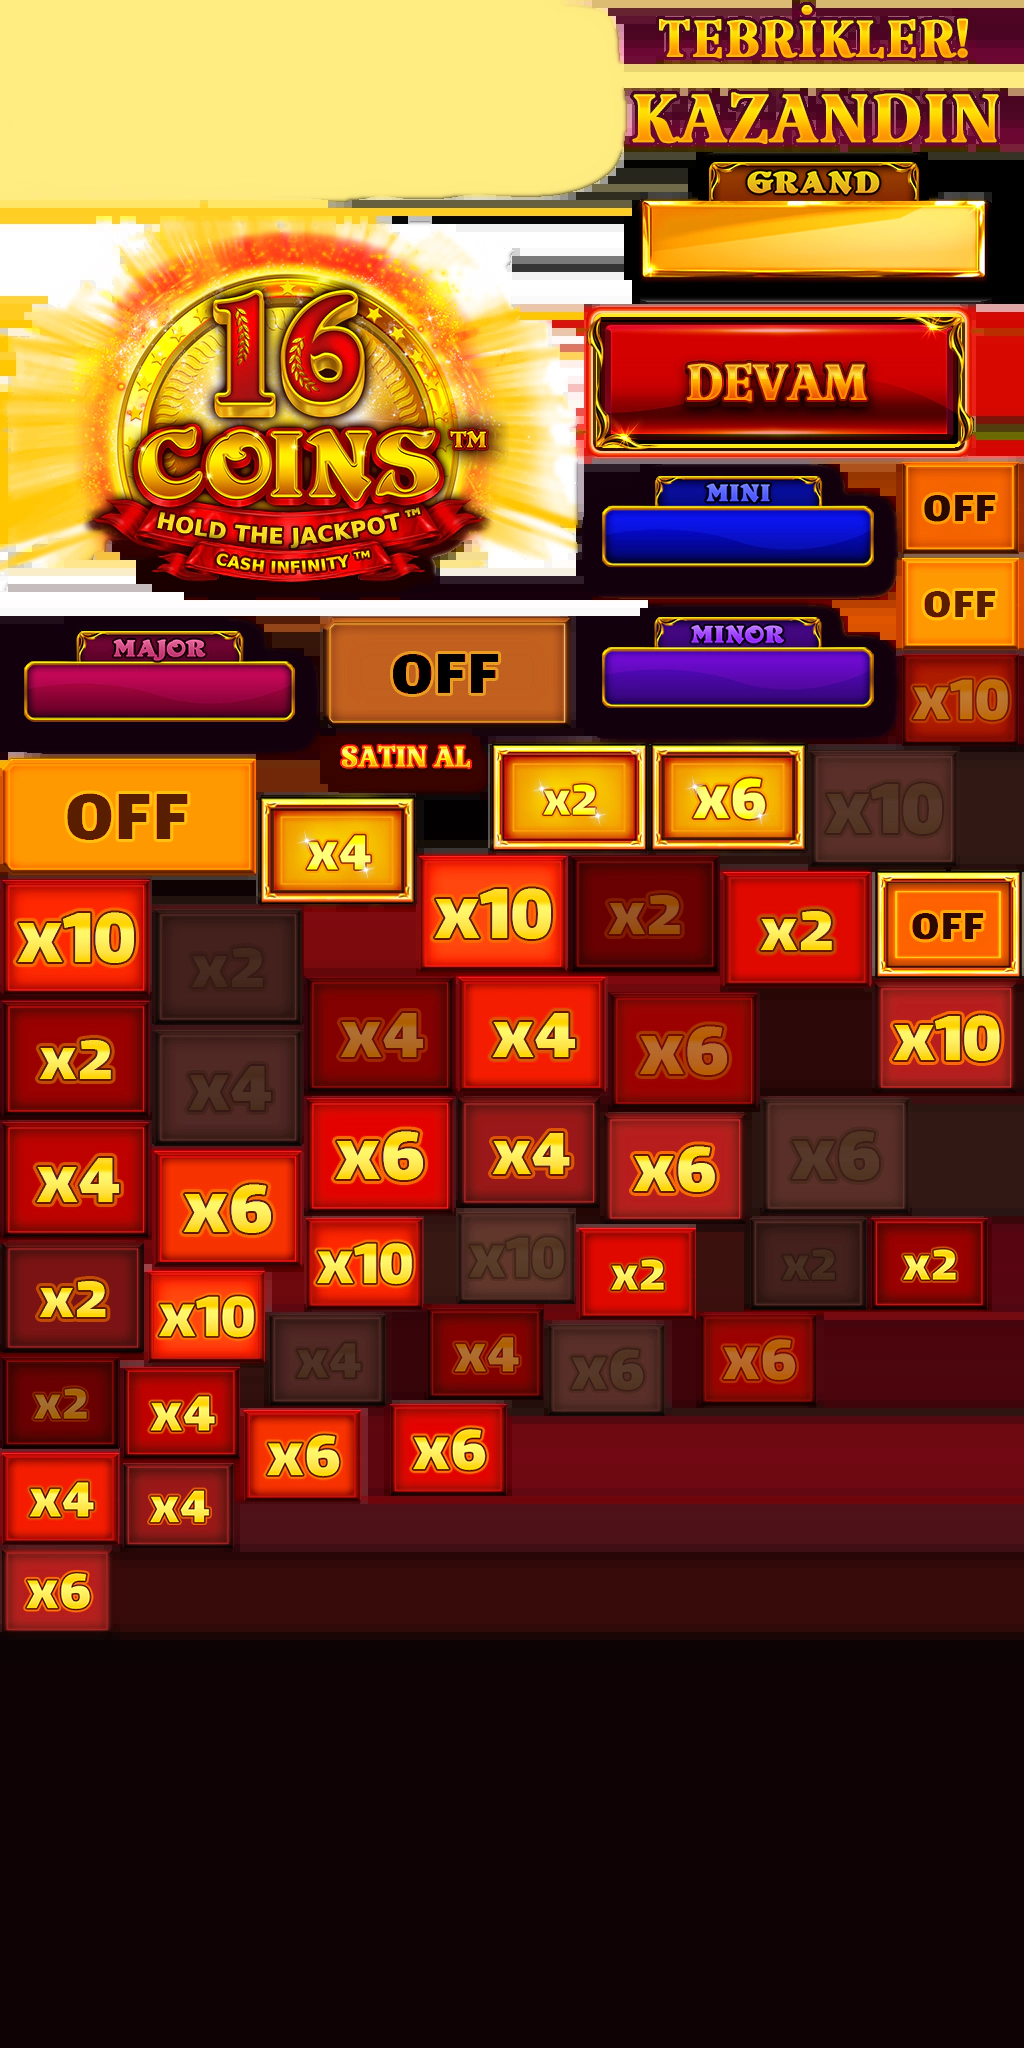 TEBRİKLER!
KAZANDIN
GRAND
16
COINS™
HOLD THE JACKPOT™
CASH INFINITY™
DEVAM
MINI
OFF
OFF
MAJOR
OFF
MINOR
x10
SATIN AL
OFF
x4
x2
x6
x10
x10
x2
x10
x2
x2
OFF
x2
x4
x4
x4
x6
x10
x4
x6
x6
x4
x6
x6
x2
x10
x10
x10
x2
x2
x2
x2
x4
x4
x4
x6
x6
x4
x6
x6
x4
x6